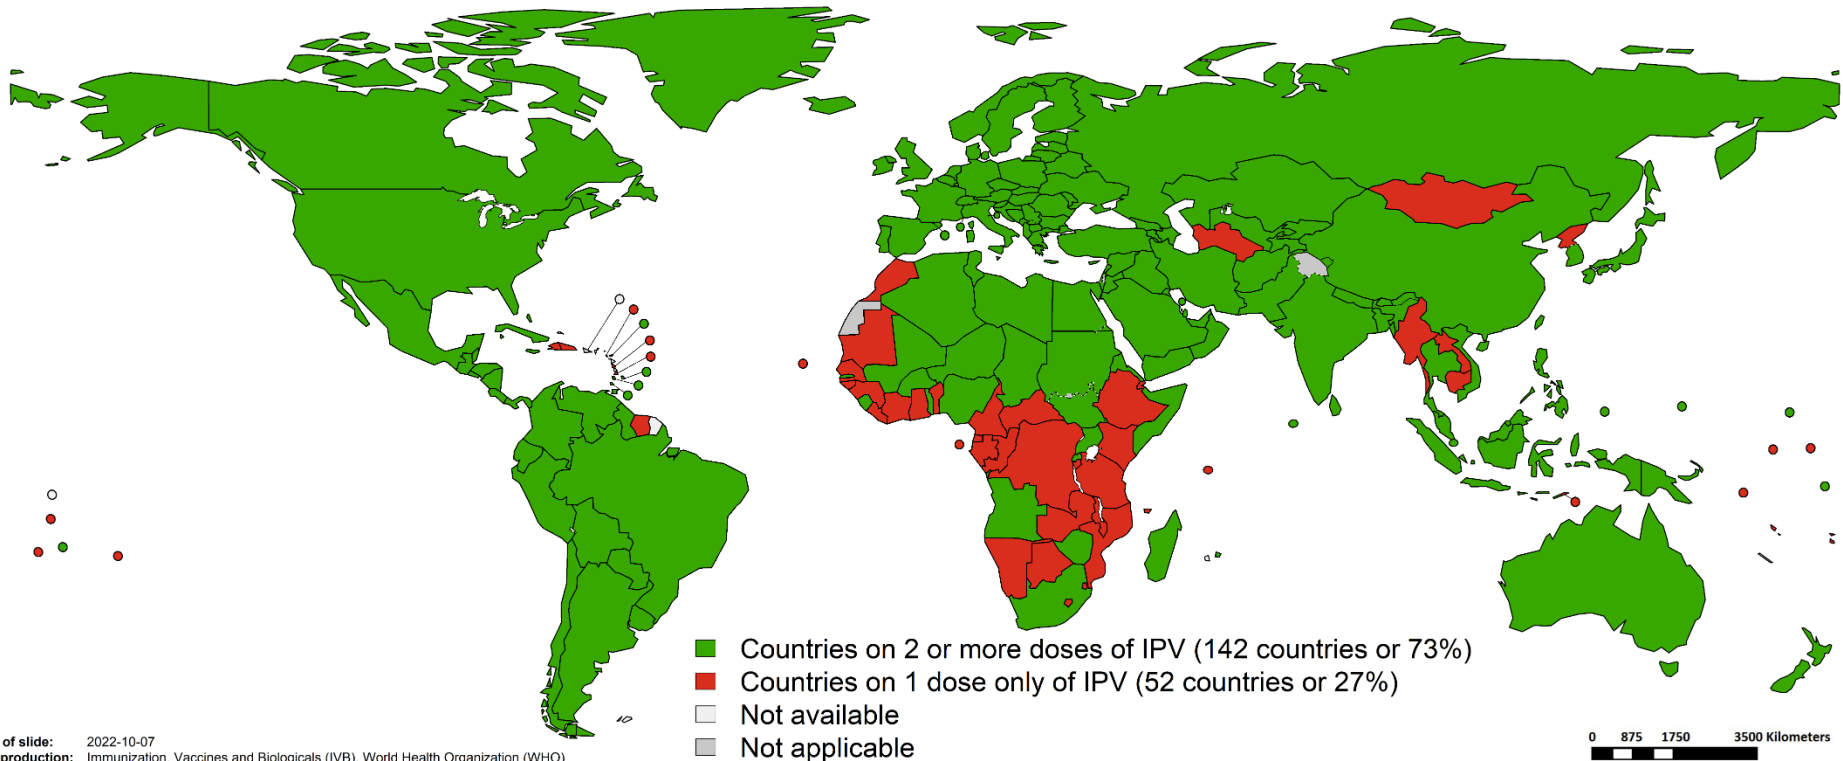 Countries on 2 or more doses of IPV (142 countries or 73%)
Countries on 1 dose only of IPV (52 countries or 27%)
Not available
Not applicable
of slide: 2022-10-07
production: Immunization, Vaccines and Biologicals (IVB), World Health Organization (WHO)
0 875 1750 3500 Kilometers